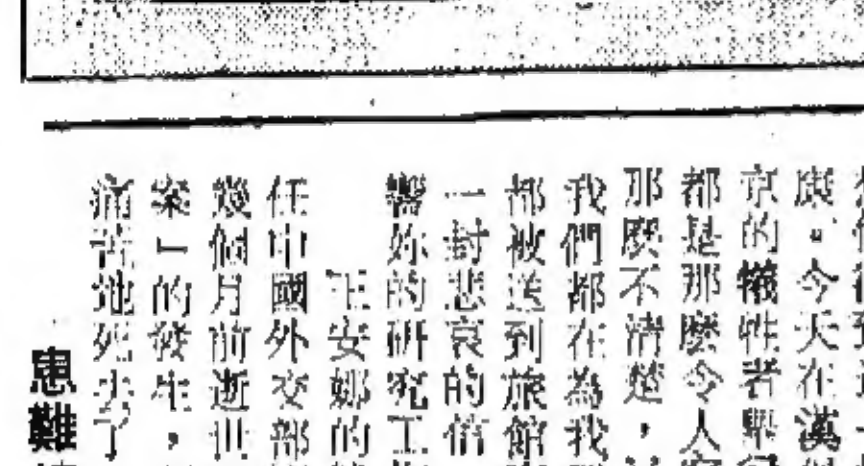 虞。今天在漢
京的犧牲者舉行
都是那麼令人
那麼不清楚，
我們都在為我
都被送到旅館
一封悲哀的信
響妳的研究工
王安娜的
任中國外交部
幾個月前逝世
案」的發生，
痛苦地死去了
患難